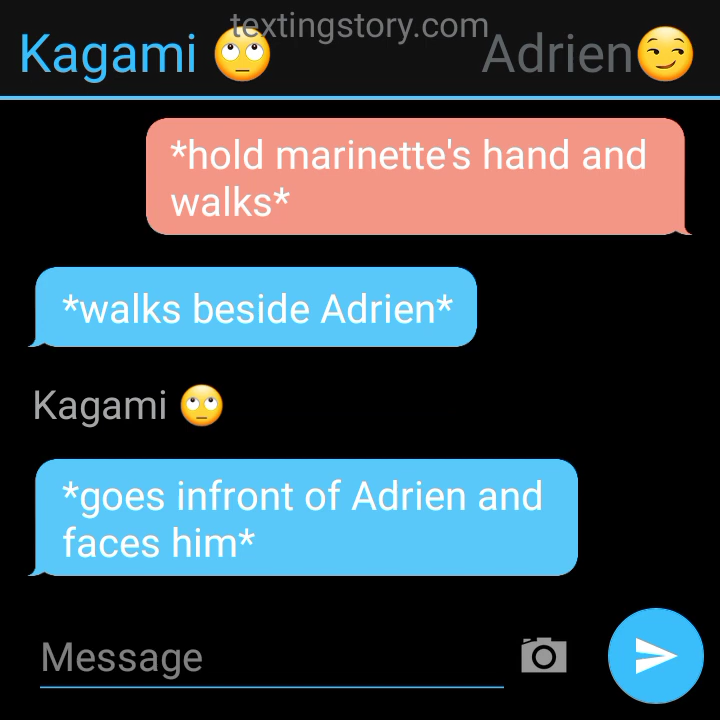 textingstory.com
Kagami 🙄 Adrien😏
*hold marinette's hand and
walks*
*walks beside Adrien*
Kagami 🙄
*goes infront of Adrien and
faces him*
Message